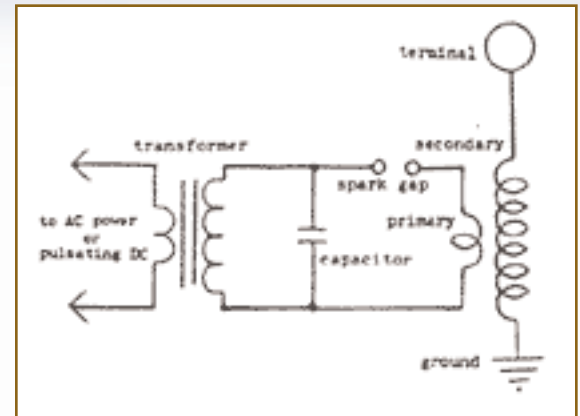 terminal
transformer
secondary
spark gap
to AC power
or
pulsating DC
primary
capacitor
ground